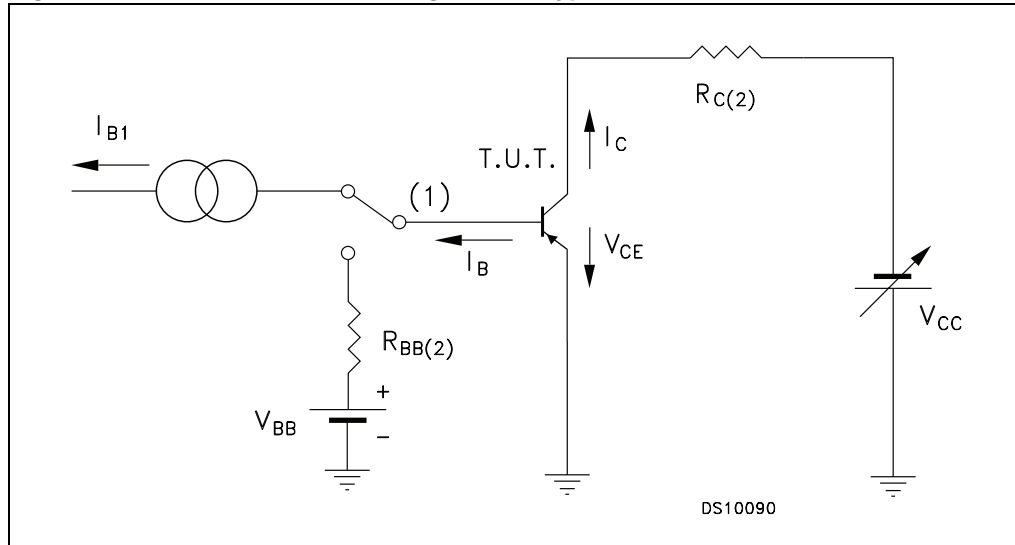 I_B1
R_C(2)
I_C
T.U.T.
(1)
V_CE
I_B
R_BB(2)
V_CC
+
V_BB
−
DS10090